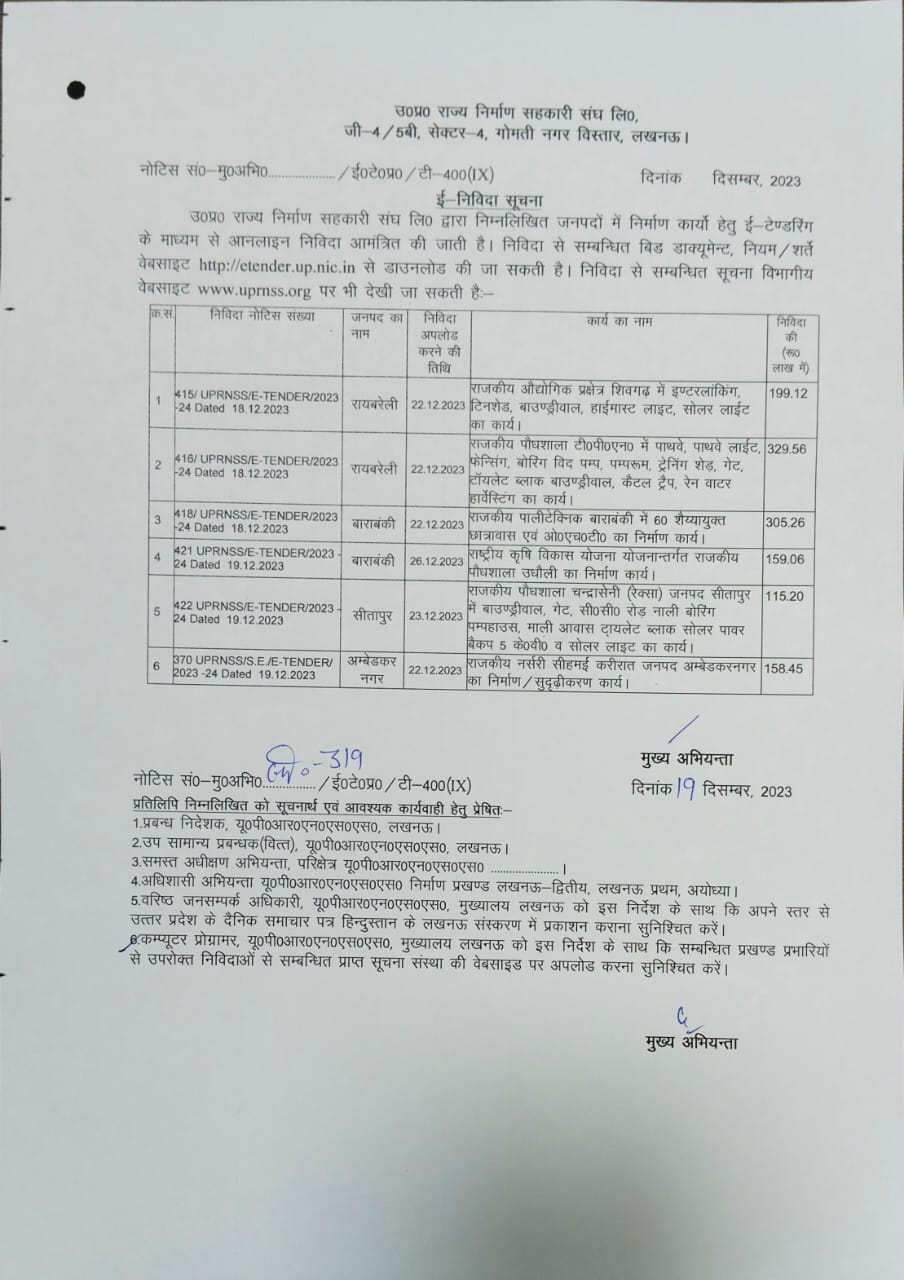 उ0प्र0 राज्य निर्माण सहकारी संघ लि0,
जी-4/5बी, सेक्टर-4, गोमती नगर विस्तार, लखनऊ।
नोटिस सं0-मु0अभि0.................... /ई0टे0प्र0/टी-400(IX)
दिनांक दिसम्बर, 2023
ई-निविदा सूचना
उ0प्र0 राज्य निर्माण सहकारी संघ लि0 द्वारा निम्नलिखित जनपदों में निर्माण कार्यो हेतु ई-टेण्डरिंग
के माध्यम से आनलाइन निविदा आमंत्रित की जाती है। निविदा से सम्बन्धित बिड डाक्यूमेन्ट, नियम/शर्ते
वेबसाइट http://etender.up.nic.in से डाउनलोड की जा सकती है। निविदा से सम्बन्धित सूचना विभागीय
वेबसाइट www.uprnss.org पर भी देखी जा सकती है:-
क.सं. निविदा नोटिस संख्या जनपद का नाम निविदा अपलोड करने की तिथि कार्य का नाम निविदा की (रू0 लाख में)
1 415/ UPRNSS/E-TENDER/2023 -24 Dated 18.12.2023 रायबरेली 22.12.2023 राजकीय औद्योगिक प्रक्षेत्र शिवगढ़ में इण्टरलांकिंग, टिनशेड, बाउण्ड्रीवाल, हाईमास्ट लाइट, सोलर लाईट का कार्य। 199.12
2 416/ UPRNSS/E-TENDER/2023 -24 Dated 18.12.2023 रायबरेली 22.12.2023 राजकीय पौधशाला टी0पी0एन0 में पाथवे, पाथवे लाईट, फेन्सिंग, बोरिंग विद पम्प, पम्परूम, ट्रेनिंग शेड़, गेट, टॉयलेट ब्लाक बाउण्ड्रीवाल, कैटल ट्रैप, रेन वाटर हार्वेस्टिंग का कार्य। 329.56
3 418/ UPRNSS/E-TENDER/2023 -24 Dated 18.12.2023 बाराबंकी 22.12.2023 राजकीय पालीटेक्निक बाराबंकी में 60 शैय्यायुक्त छात्रावास एवं ओ0एच0टी0 का निर्माण कार्य। 305.26
4 421 UPRNSS/E-TENDER/2023 -24 Dated 19.12.2023 बाराबंकी 26.12.2023 राष्ट्रीय कृषि विकास योजना योजनान्तर्गत राजकीय पौधशाला उधौली का निर्माण कार्य। 159.06
5 422 UPRNSS/E-TENDER/2023 -24 Dated 19.12.2023 सीतापुर 23.12.2023 राजकीय पौधशाला चन्द्रासेनी (रेक्सा) जनपद सीतापुर में बाउण्ड्रीवाल, गेट, सी0सी0 रोड़ नाली बोरिंग पम्पहाउस, माली आवास टा्यलेट ब्लाक सोलर पावर बैकप 5 के0वी0 व सोलर लाइट का कार्य। 115.20
6 370 UPRNSS/S.E./E-TENDER/ 2023 -24 Dated 19.12.2023 अम्बेडकर नगर 22.12.2023 राजकीय नर्सरी सीहमई करीरात जनपद अम्बेडकरनगर का निर्माण/सुदृढ़ीकरण कार्य। 158.45
मुख्य अभियन्ता
नोटिस सं0-मु0अभि0 319 ................ /ई0टे0प्र0/टी-400(IX)
दिनांक 19 दिसम्बर, 2023
प्रतिलिपि निम्नलिखित को सूचनार्थ एवं आवश्यक कार्यवाही हेतु प्रेषितः-
1.प्रबन्ध निदेशक, यू0पी0आर0एन0एस0एस0, लखनऊ।
2.उप सामान्य प्रबन्धक(वित्त), यू0पी0आर0एन0एस0एस0, लखनऊ।
3.समस्त अधीक्षण अभियन्ता, परिक्षेत्र यू0पी0आर0एन0एस0एस0 ...................... ।
4.अधिशासी अभियन्ता यू0पी0आर0एन0एस0एस0 निर्माण प्रखण्ड लखनऊ-द्वितीय, लखनऊ प्रथम, अयोध्या।
5.वरिष्ठ जनसम्पर्क अधिकारी, यू0पी0आर0एन0एस0एस0, मुख्यालय लखनऊ को इस निर्देश के साथ कि अपने स्तर से
उत्तर प्रदेश के दैनिक समाचार पत्र हिन्दुस्तान के लखनऊ संस्करण में प्रकाशन कराना सुनिश्चित करें।
6.कम्प्यूटर प्रोग्रामर, यू0पी0आर0एन0एस0एस0, मुख्यालय लखनऊ को इस निर्देश के साथ कि सम्बन्धित प्रखण्ड प्रभारियों
से उपरोक्त निविदाओं से सम्बन्धित प्राप्त सूचना संस्था की वेबसाइड पर अपलोड करना सुनिश्चित करें।
मुख्य अभियन्ता